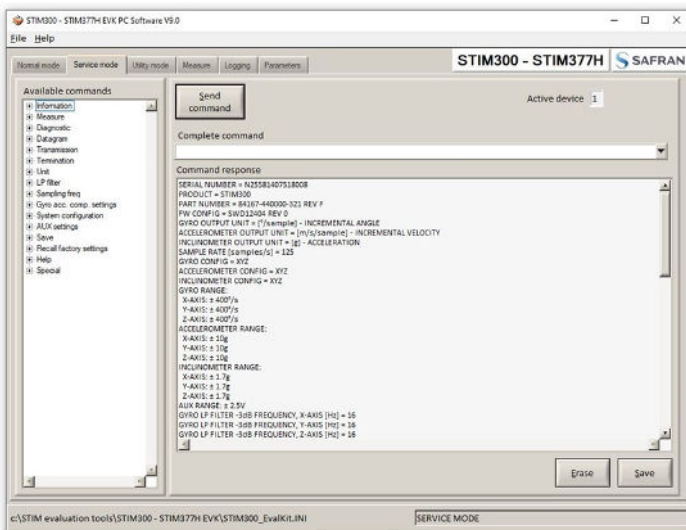 STIM300 - STIM377H EVK PC Software V9.0
File Help
Normal mode Service mode Utility mode Measure Logging Parameters
STIM300 - STIM377H
SAFRAN
Available commands
Information
Measure
Diagnostic
Datagram
Transmission
Termination
Unit
LP filter
Sampling freq
Gyro acc. comp. settings
System configuration
AUX settings
Save
Recall factory settings
Help
Special
Send command
Active device 1
Complete command
Command response
SERIAL NUMBER = N25581407518008
PRODUCT = STIM300
PART NUMBER = 84167-440000-321 REV F
FW CONFIG = SWD12404 REV 0
GYRO OUTPUT UNIT = [°/sample] - INCREMENTAL ANGLE
ACCELEROMETER OUTPUT UNIT = [m/s/sample] - INCREMENTAL VELOCITY
INCLINOMETER OUTPUT UNIT = [g] - ACCELERATION
SAMPLE RATE [samples/s] = 125
GYRO CONFIG = XYZ
ACCELEROMETER CONFIG = XYZ
INCLINOMETER CONFIG = XYZ
GYRO RANGE:
X-AXIS: ± 400°/s
Y-AXIS: ± 400°/s
Z-AXIS: ± 400°/s
ACCELEROMETER RANGE:
X-AXIS: ± 10g
Y-AXIS: ± 10g
Z-AXIS: ± 10g
INCLINOMETER RANGE:
X-AXIS: ± 1.7g
Y-AXIS: ± 1.7g
Z-AXIS: ± 1.7g
AUX RANGE: ± 2.5V
GYRO LP FILTER -3dB FREQUENCY, X-AXIS [Hz] = 16
GYRO LP FILTER -3dB FREQUENCY, Y-AXIS [Hz] = 16
GYRO LP FILTER -3dB FREQUENCY, Z-AXIS [Hz] = 16
Erase Save
c:\STIM evaluation tools\STIM300 - STIM377H EVK\STIM300_EvalKit.INI
SERVICE MODE